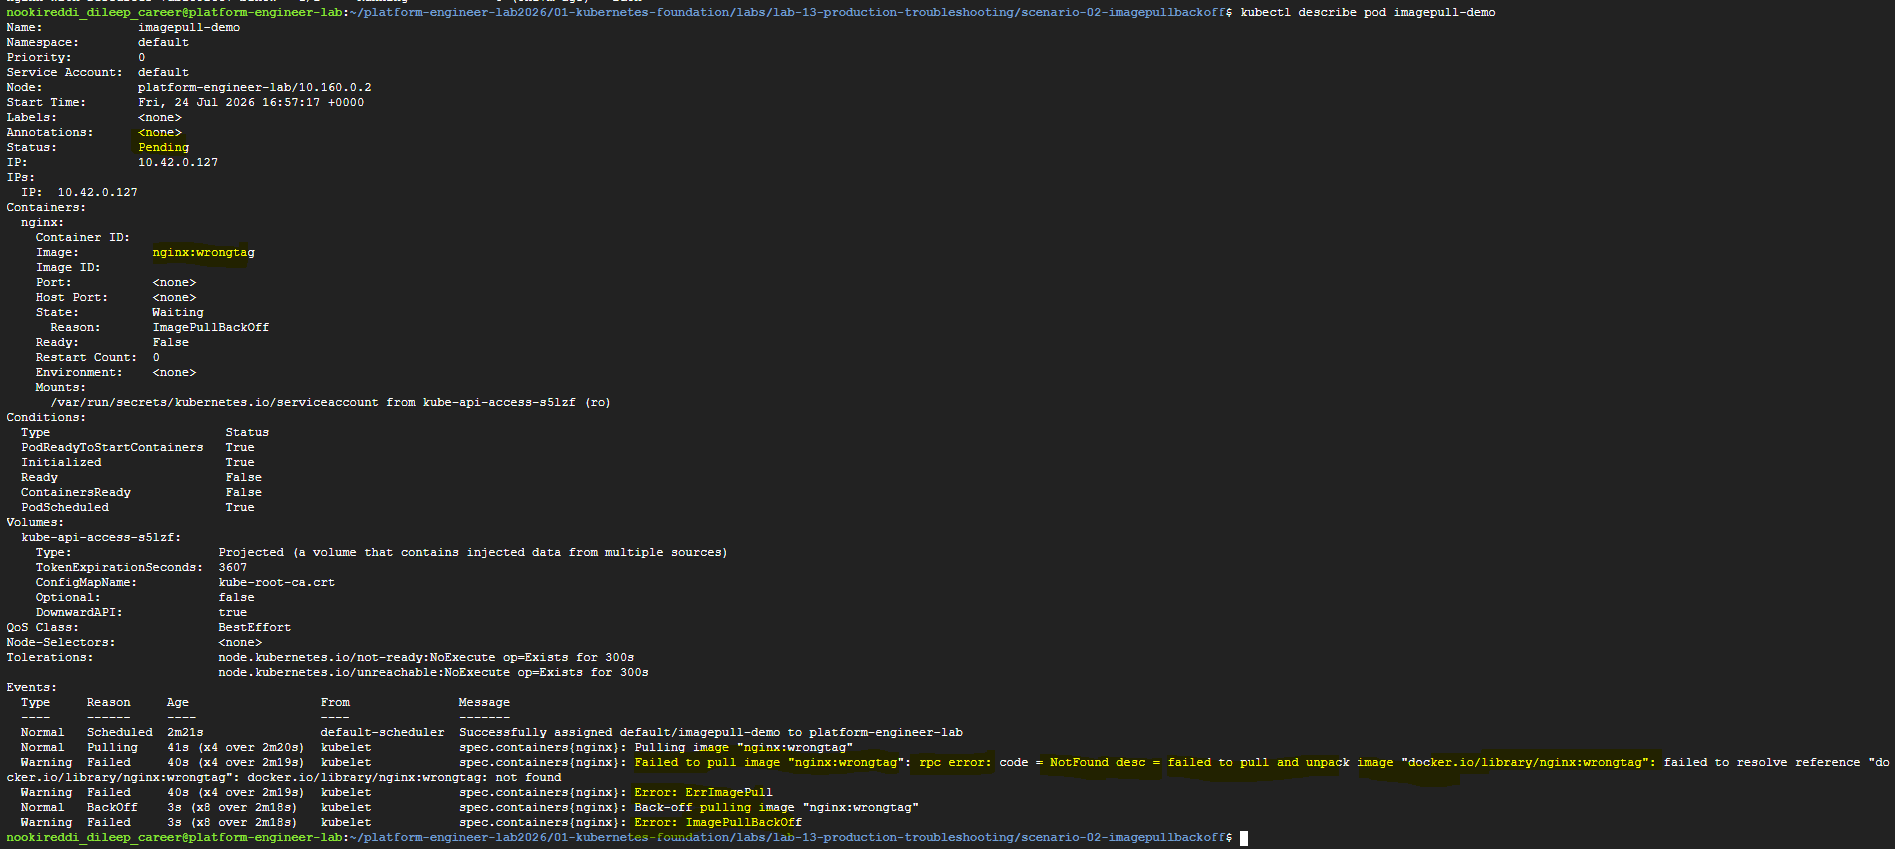 nookireddi_dileep_career@platform-engineer-lab:~/platform-engineer-lab2026/01-kubernetes-foundation/labs/lab-13-production-troubleshooting/scenario-02-imagepullbackoff$ kubectl describe pod imagepull-demo
Name:             imagepull-demo
Namespace:        default
Priority:         0
Service Account:  default
Node:             platform-engineer-lab/10.160.0.2
Start Time:       Fri, 24 Jul 2026 16:57:17 +0000
Labels:           <none>
Annotations:      <none>
Status:           Pending
IP:               10.42.0.127
IPs:
  IP:  10.42.0.127
Containers:
  nginx:
    Container ID:
    Image:          nginx:wrongtag
    Image ID:
    Port:           <none>
    Host Port:      <none>
    State:          Waiting
      Reason:       ImagePullBackOff
    Ready:          False
    Restart Count:  0
    Environment:    <none>
    Mounts:
      /var/run/secrets/kubernetes.io/serviceaccount from kube-api-access-s5lzf (ro)
Conditions:
  Type                        Status
  PodReadyToStartContainers   True
  Initialized                 True
  Ready                       False
  ContainersReady             False
  PodScheduled                True
Volumes:
  kube-api-access-s5lzf:
    Type:                    Projected (a volume that contains injected data from multiple sources)
    TokenExpirationSeconds:  3607
    ConfigMapName:           kube-root-ca.crt
    Optional:                false
    DownwardAPI:             true
QoS Class:                   BestEffort
Node-Selectors:              <none>
Tolerations:                 node.kubernetes.io/not-ready:NoExecute op=Exists for 300s
                             node.kubernetes.io/unreachable:NoExecute op=Exists for 300s
Events:
  Type     Reason     Age                   From               Message
  ----     ------     ----                  ----               -------
  Normal   Scheduled  2m21s                 default-scheduler  Successfully assigned default/imagepull-demo to platform-engineer-lab
  Normal   Pulling    41s (x4 over 2m20s)   kubelet            spec.containers{nginx}: Pulling image "nginx:wrongtag"
  Warning  Failed     40s (x4 over 2m19s)   kubelet            spec.containers{nginx}: Failed to pull image "nginx:wrongtag": rpc error: code = NotFound desc = failed to pull and unpack image "docker.io/library/nginx:wrongtag": failed to resolve reference "do
cker.io/library/nginx:wrongtag": docker.io/library/nginx:wrongtag: not found
  Warning  Failed     40s (x4 over 2m19s)   kubelet            spec.containers{nginx}: Error: ErrImagePull
  Normal   BackOff    3s (x8 over 2m18s)    kubelet            spec.containers{nginx}: Back-off pulling image "nginx:wrongtag"
  Warning  Failed     3s (x8 over 2m18s)    kubelet            spec.containers{nginx}: Error: ImagePullBackOff
nookireddi_dileep_career@platform-engineer-lab:~/platform-engineer-lab2026/01-kubernetes-foundation/labs/lab-13-production-troubleshooting/scenario-02-imagepullbackoff$